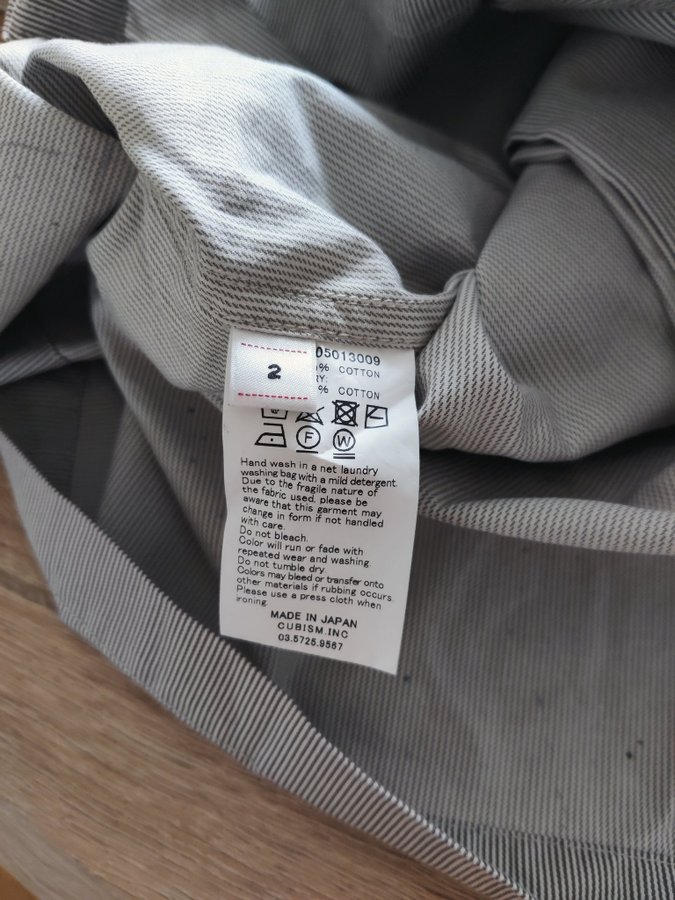 2
05013009
% COTTON
RY:
% COTTON
F W
Hand wash in a net laundry
washing bag with a mild detergent.
Due to the fragile nature of
the fabric used, please be
aware that this garment may
change in form if not handled
with care.
Do not bleach.
Color will run or fade with
repeated wear and washing.
Do not tumble dry.
Colors may bleed or transfer onto
other materials if rubbing occurs.
Please use a press cloth when
ironing.
MADE IN JAPAN
CUBISM.INC
03.5725.9567